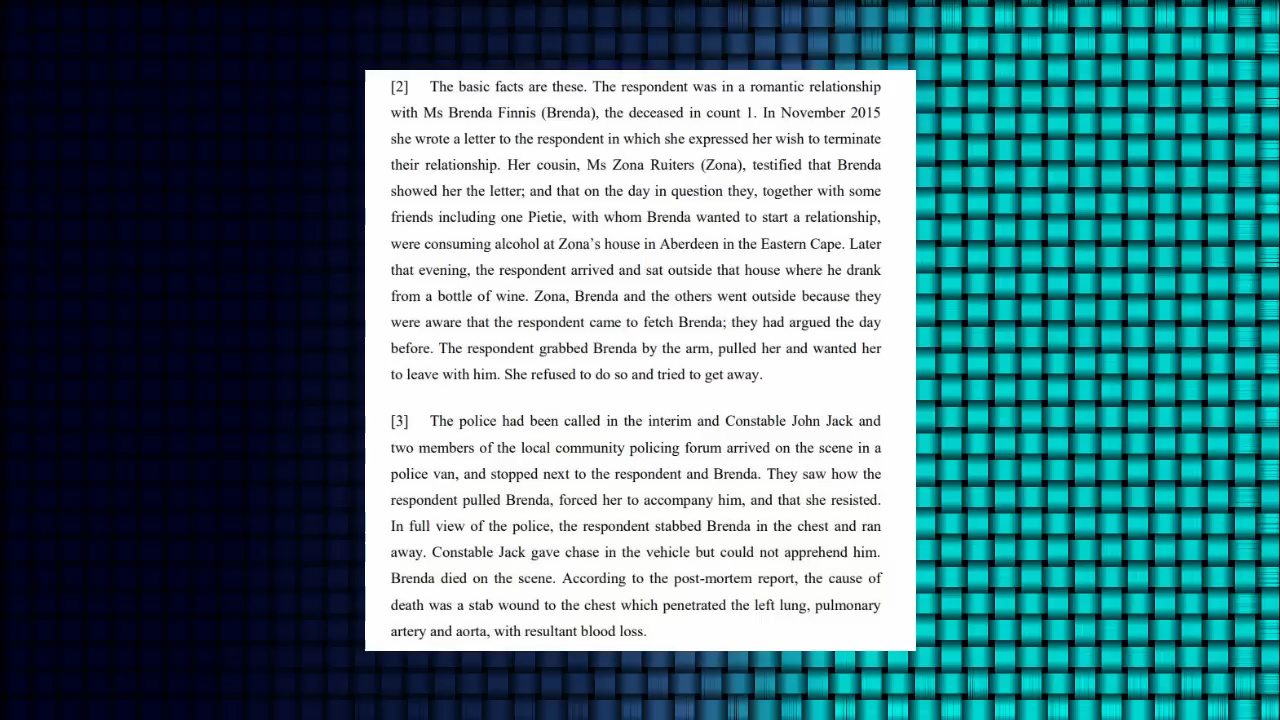 [2] The basic facts are these. The respondent was in a romantic relationship
with Ms Brenda Finnis (Brenda), the deceased in count 1. In November 2015
she wrote a letter to the respondent in which she expressed her wish to terminate
their relationship. Her cousin, Ms Zona Ruiters (Zona), testified that Brenda
showed her the letter; and that on the day in question they, together with some
friends including one Pietie, with whom Brenda wanted to start a relationship,
were consuming alcohol at Zona’s house in Aberdeen in the Eastern Cape. Later
that evening, the respondent arrived and sat outside that house where he drank
from a bottle of wine. Zona, Brenda and the others went outside because they
were aware that the respondent came to fetch Brenda; they had argued the day
before. The respondent grabbed Brenda by the arm, pulled her and wanted her
to leave with him. She refused to do so and tried to get away.
[3] The police had been called in the interim and Constable John Jack and
two members of the local community policing forum arrived on the scene in a
police van, and stopped next to the respondent and Brenda. They saw how the
respondent pulled Brenda, forced her to accompany him, and that she resisted.
In full view of the police, the respondent stabbed Brenda in the chest and ran
away. Constable Jack gave chase in the vehicle but could not apprehend him.
Brenda died on the scene. According to the post-mortem report, the cause of
death was a stab wound to the chest which penetrated the left lung, pulmonary
artery and aorta, with resultant blood loss.